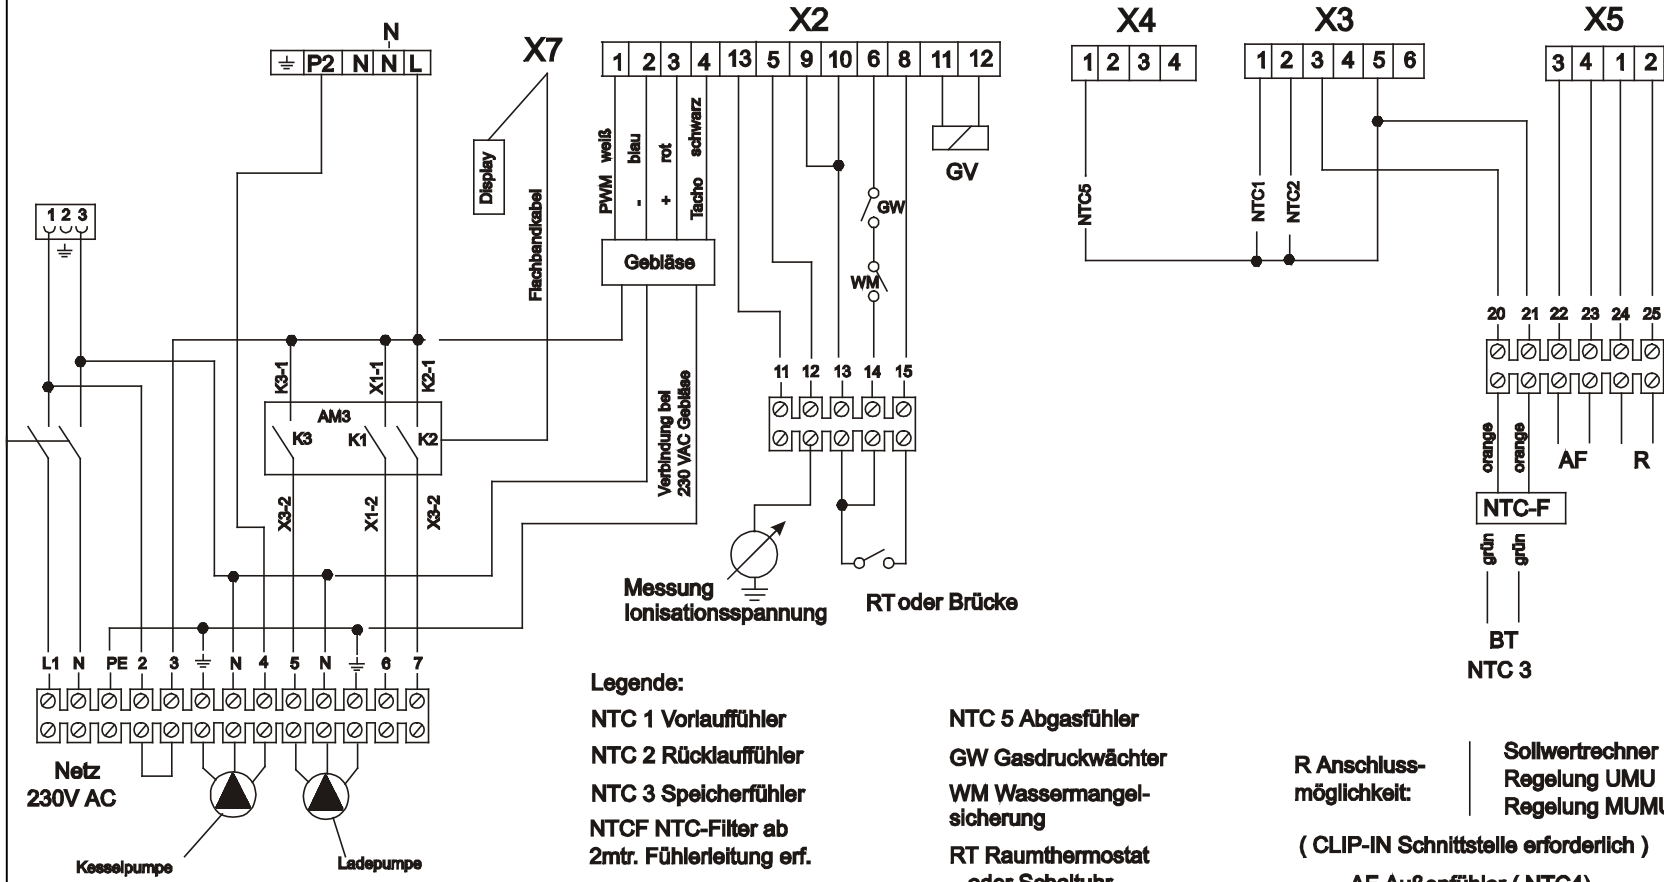 X2 X4 X3 X5
N
X7
P2 N N L
1 2 3 4 13 5 9 10 6 8 11 12
1 2 3 4
1 2 3 4 5 6
3 4 1 2
PWM weiß
- blau
+ rot
Tacho schwarz
Display
Flachbandkabel
GV
GW
WM
NTC5
NTC1
NTC2
1 2 3
Gebläse
20 21 22 23 24 25
K3-1
X1-1
K2-1
11 12 13 14 15
AM3
K3 K1 K2
Verbindung bei
230 VAC Gebläse
X3-2
X1-2
X3-2
orange
orange
AF R
NTC-F
grün
grün
BT
NTC 3
Messung
Ionisationsspannung
RT oder Brücke
L1 N PE 2 3 N 4 5 N 6 7
Netz
230V AC
Kesselpumpe
Ladepumpe
Legende:
NTC 1 Vorlauffühler
NTC 2 Rücklauffühler
NTC 3 Speicherfühler
NTCF NTC-Filter ab
2mtr. Fühlerleitung erf.
NTC 5 Abgasfühler
GW Gasdruckwächter
WM Wassermangel-
sicherung
RT Raumthermostat
oder Schaltuhr
R Anschluss-
möglichkeit:
Sollwertrechner
Regelung UMU
Regelung MUMU
( CLIP-IN Schnittstelle erforderlich )
AF Außenfühler ( NTC4)